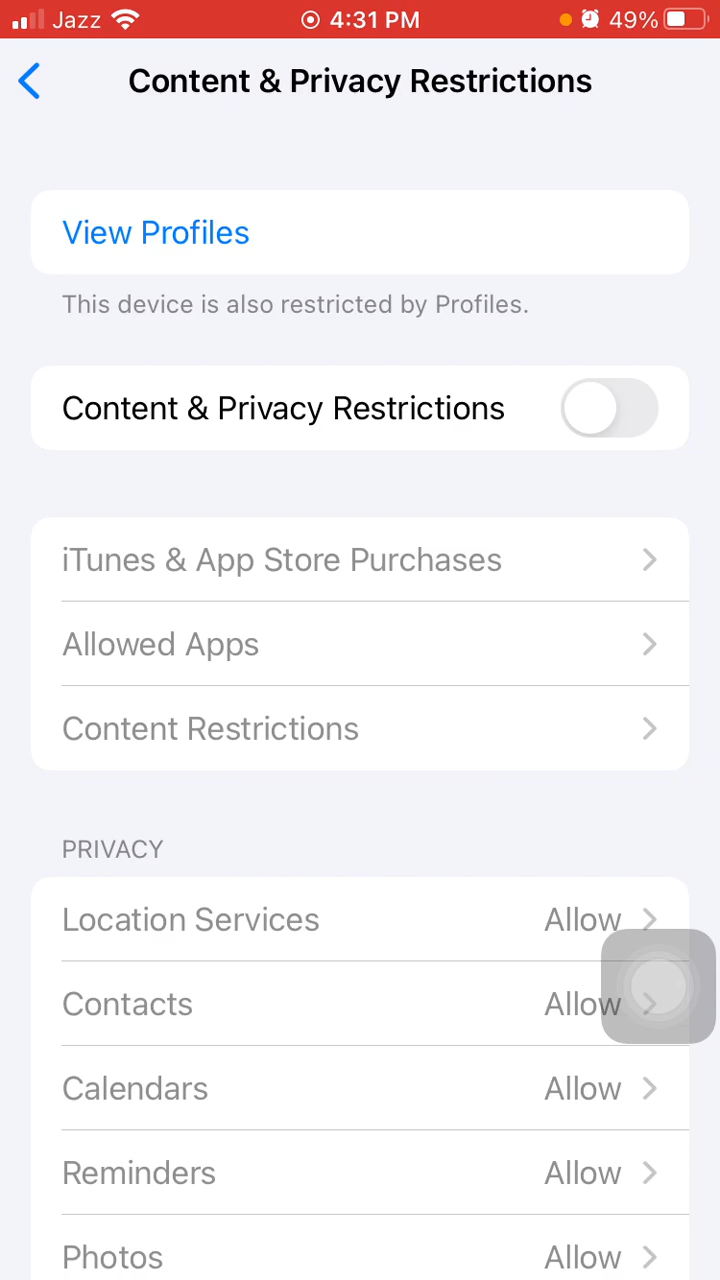 Jazz 4:31 PM 49%
Content & Privacy Restrictions
View Profiles
This device is also restricted by Profiles.
Content & Privacy Restrictions
iTunes & App Store Purchases
Allowed Apps
Content Restrictions
PRIVACY
Location Services Allow
Contacts Allow
Calendars Allow
Reminders Allow
Photos Allow